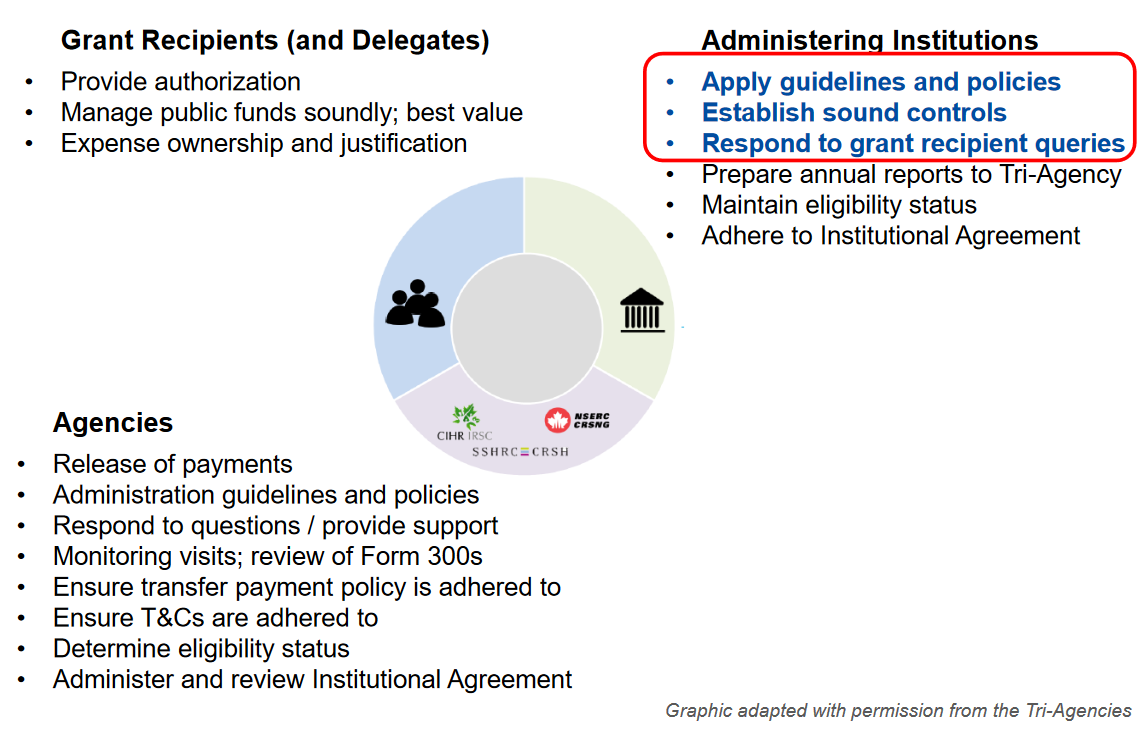 Grant Recipients (and Delegates)
• Provide authorization
• Manage public funds soundly; best value
• Expense ownership and justification
Administering Institutions
• Apply guidelines and policies
• Establish sound controls
• Respond to grant recipient queries
• Prepare annual reports to Tri-Agency
• Maintain eligibility status
• Adhere to Institutional Agreement
CIHR IRSC
NSERC
CRSNG
SSHRC CRSH
Agencies
• Release of payments
• Administration guidelines and policies
• Respond to questions / provide support
• Monitoring visits; review of Form 300s
• Ensure transfer payment policy is adhered to
• Ensure T&Cs are adhered to
• Determine eligibility status
• Administer and review Institutional Agreement
Graphic adapted with permission from the Tri-Agencies